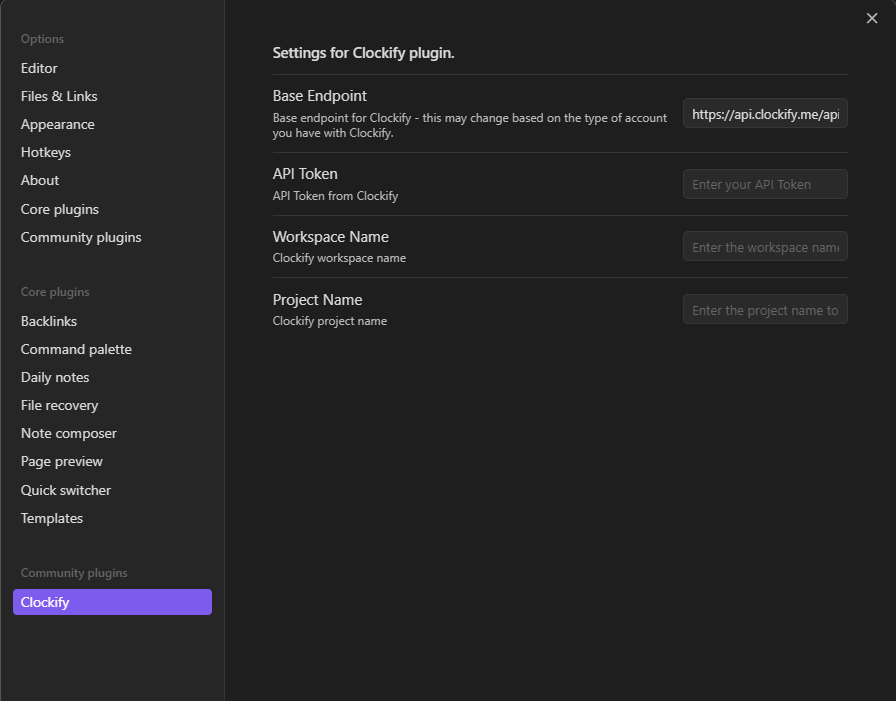 Options
Editor
Files & Links
Appearance
Hotkeys
About
Core plugins
Community plugins
Core plugins
Backlinks
Command palette
Daily notes
File recovery
Note composer
Page preview
Quick switcher
Templates
Community plugins
Clockify
Settings for Clockify plugin.
Base Endpoint
Base endpoint for Clockify - this may change based on the type of account
you have with Clockify.
https://api.clockify.me/api
API Token
API Token from Clockify
Enter your API Token
Workspace Name
Clockify workspace name
Enter the workspace name
Project Name
Clockify project name
Enter the project name to